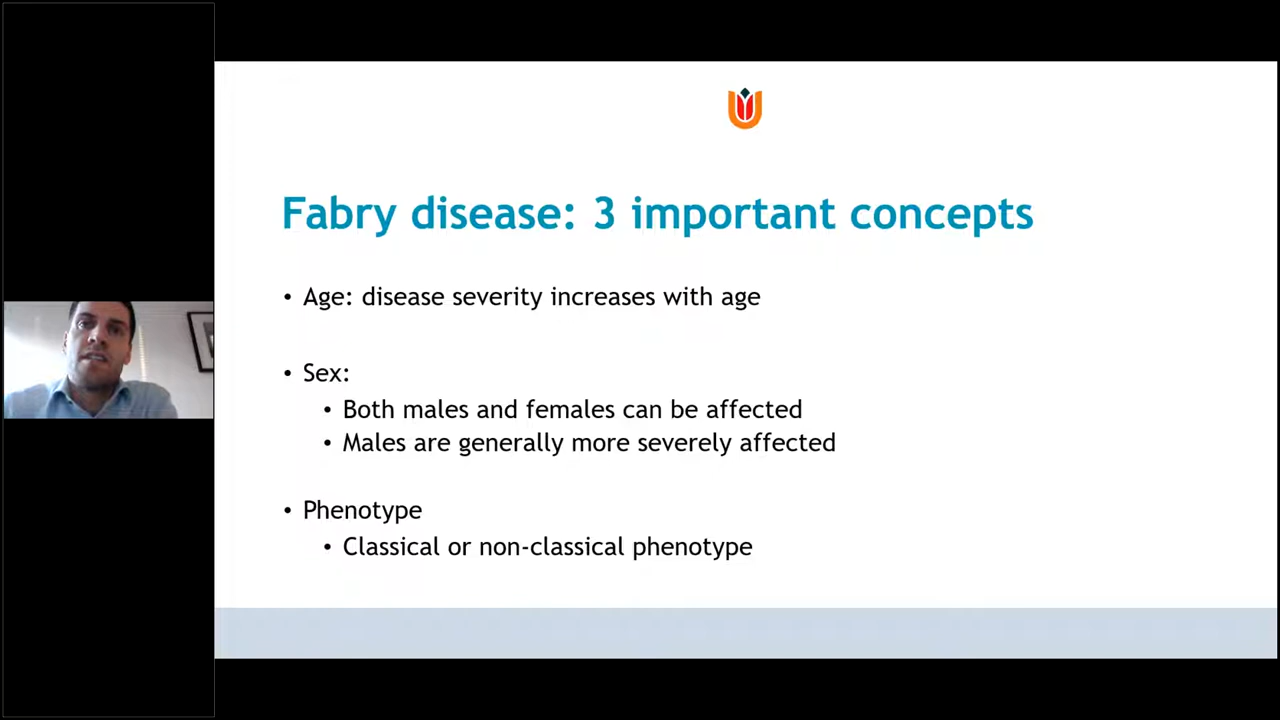 Fabry disease: 3 important concepts
• Age: disease severity increases with age
• Sex:
• Both males and females can be affected
• Males are generally more severely affected
• Phenotype
• Classical or non-classical phenotype